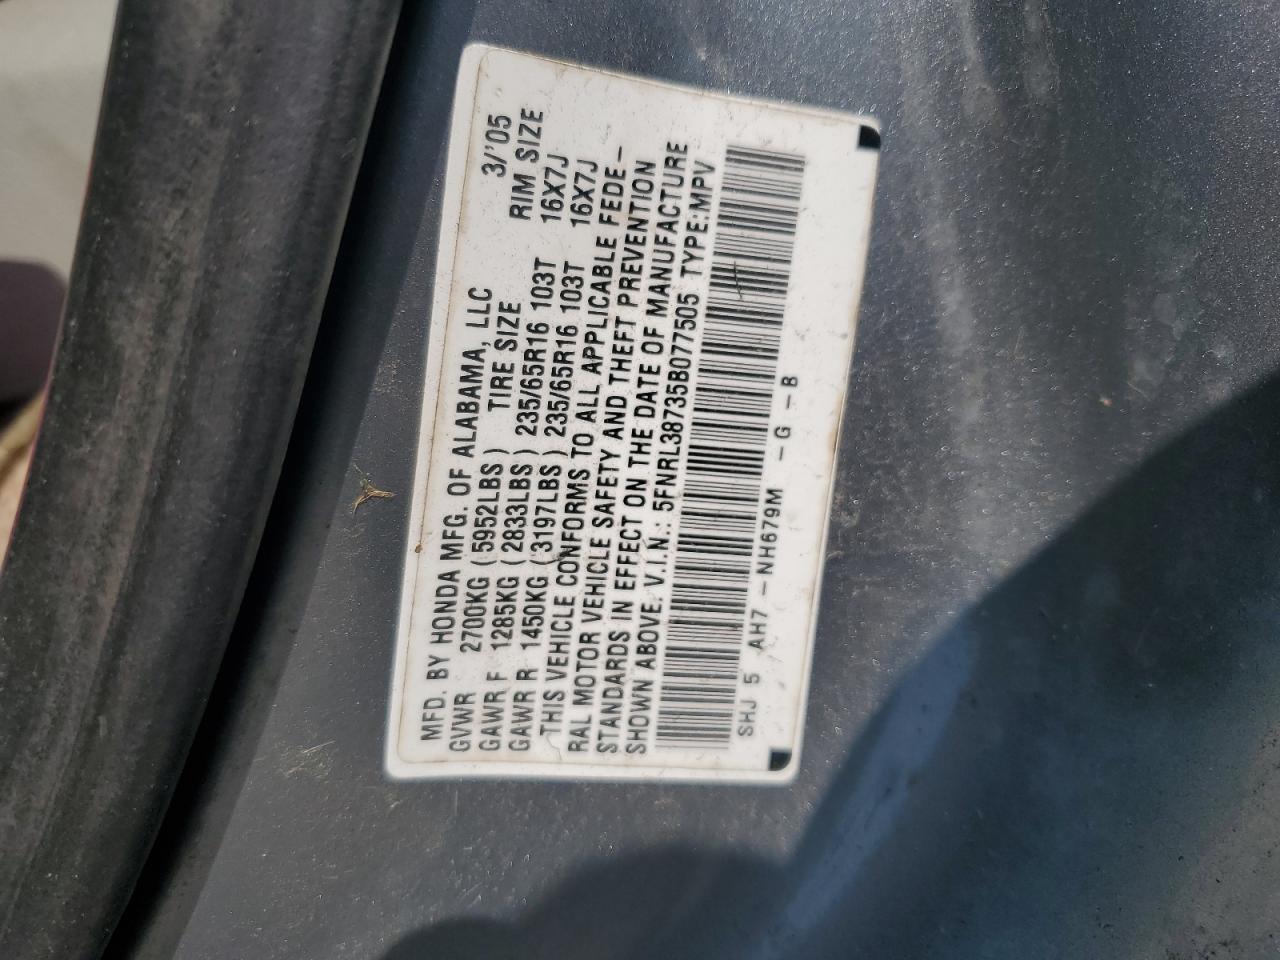 MFD. BY HONDA MFG. OF ALABAMA, LLC 3/'05
GVWR 2700KG (5952LBS) TIRE SIZE RIM SIZE
GAWR F 1285KG (2833LBS) 235/65R16 103T 16X7J
GAWR R 1450KG (3197LBS) 235/65R16 103T 16X7J
THIS VEHICLE CONFORMS TO ALL APPLICABLE FEDE-
RAL MOTOR VEHICLE SAFETY AND THEFT PREVENTION
STANDARDS IN EFFECT ON THE DATE OF MANUFACTURE
SHOWN ABOVE. V.I.N.: 5FNRL38735B077505 TYPE:MPV
SHJ 5 AH7 -NH679M -G -B